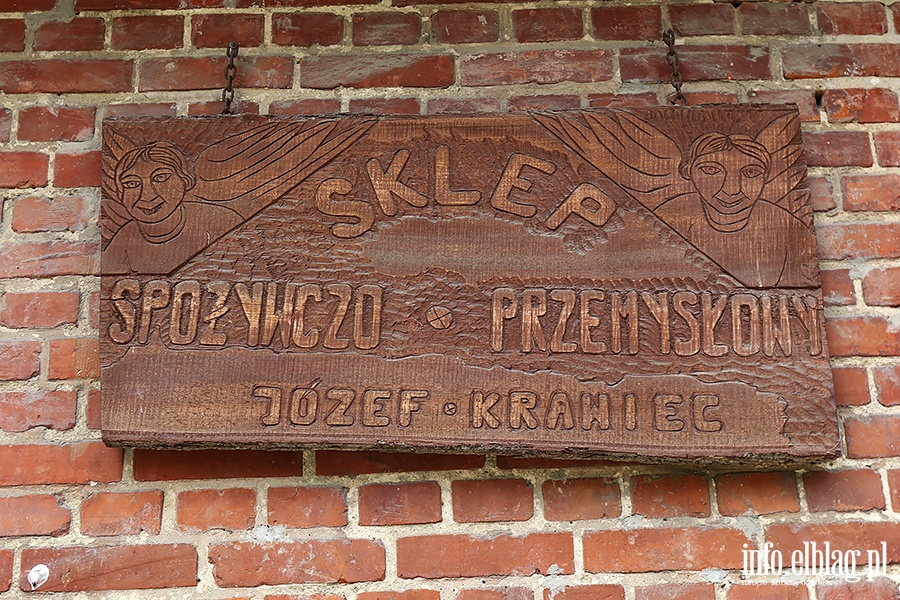 SKLEP
SPOŻYWCZO PRZEMYSŁOWY
JÓZEF • KRAWIEC
info.elblag.pl